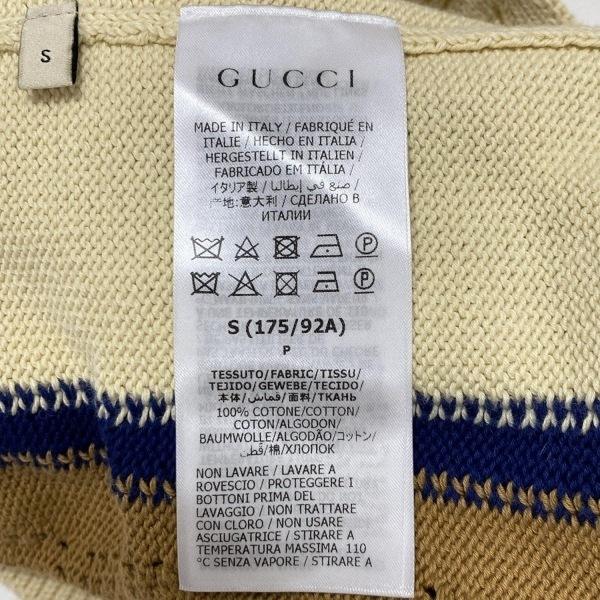 S
GUCCI
MADE IN ITALY / FABRIQUÉ EN
ITALIE / HECHO EN ITALIA /
HERGESTELLT IN ITALIEN /
FABRICADO EM ITÁLIA /
イタリア製 / صنع في إيطاليا /
产地:意大利 / СДЕЛАНО В
ИТАЛИИ
P
P
S (175/92A)
P
TESSUTO/FABRIC/TISSU/
TEJIDO/GEWEBE/TECIDO/
本体/قماش/面料/ТКАНЬ
100% COTONE/COTTON/
COTON/ALGODON/
BAUMWOLLE/ALGODÃO/コットン/
قطن/棉/ХЛОПОК
NON LAVARE / LAVARE A
ROVESCIO / PROTEGGERE I
BOTTONI PRIMA DEL
LAVAGGIO / NON TRATTARE
CON CLORO / NON USARE
ASCIUGATRICE / STIRARE A
TEMPERATURA MASSIMA 110
°C SENZA VAPORE / STIRARE A